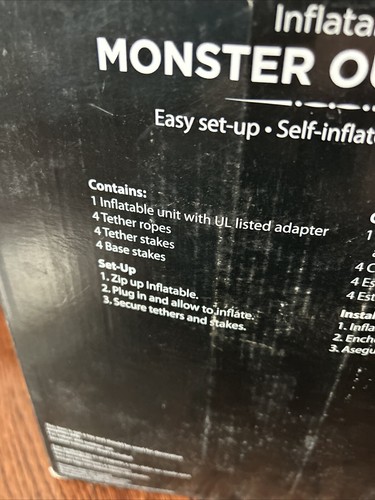 Inflata
MONSTER O
Easy set-up • Self-inflat
Contains:
1 Inflatable unit with UL listed adapter
4 Tether ropes
4 Tether stakes
4 Base stakes
Set-Up
1. Zip up Inflatable.
2. Plug in and allow to inflate.
3. Secure tethers and stakes.
C
1
4 C
4 Es
4 Est
Instal
1. Infla
2. Ench
3. Asegu